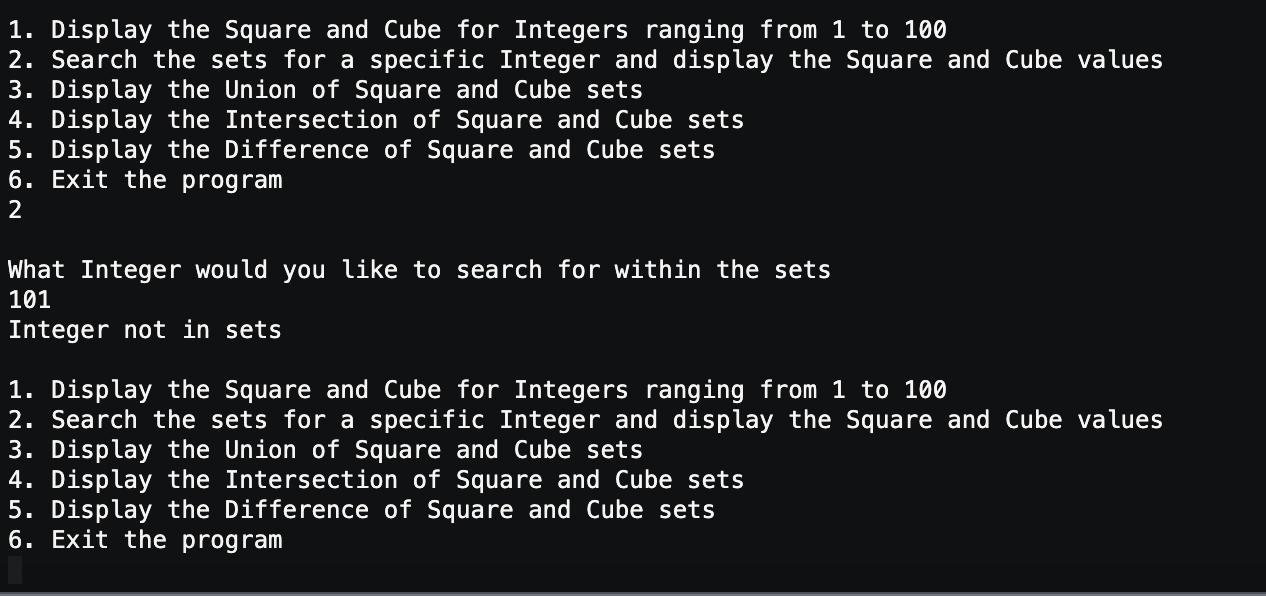 1. Display the Square and Cube for Integers ranging from 1 to 100
2. Search the sets for a specific Integer and display the Square and Cube values
3. Display the Union of Square and Cube sets
4. Display the Intersection of Square and Cube sets
5. Display the Difference of Square and Cube sets
6. Exit the program
2
What Integer would you like to search for within the sets
101
Integer not in sets
1. Display the Square and Cube for Integers ranging from 1 to 100
2. Search the sets for a specific Integer and display the Square and Cube values
3. Display the Union of Square and Cube sets
4. Display the Intersection of Square and Cube sets
5. Display the Difference of Square and Cube sets
6. Exit the program